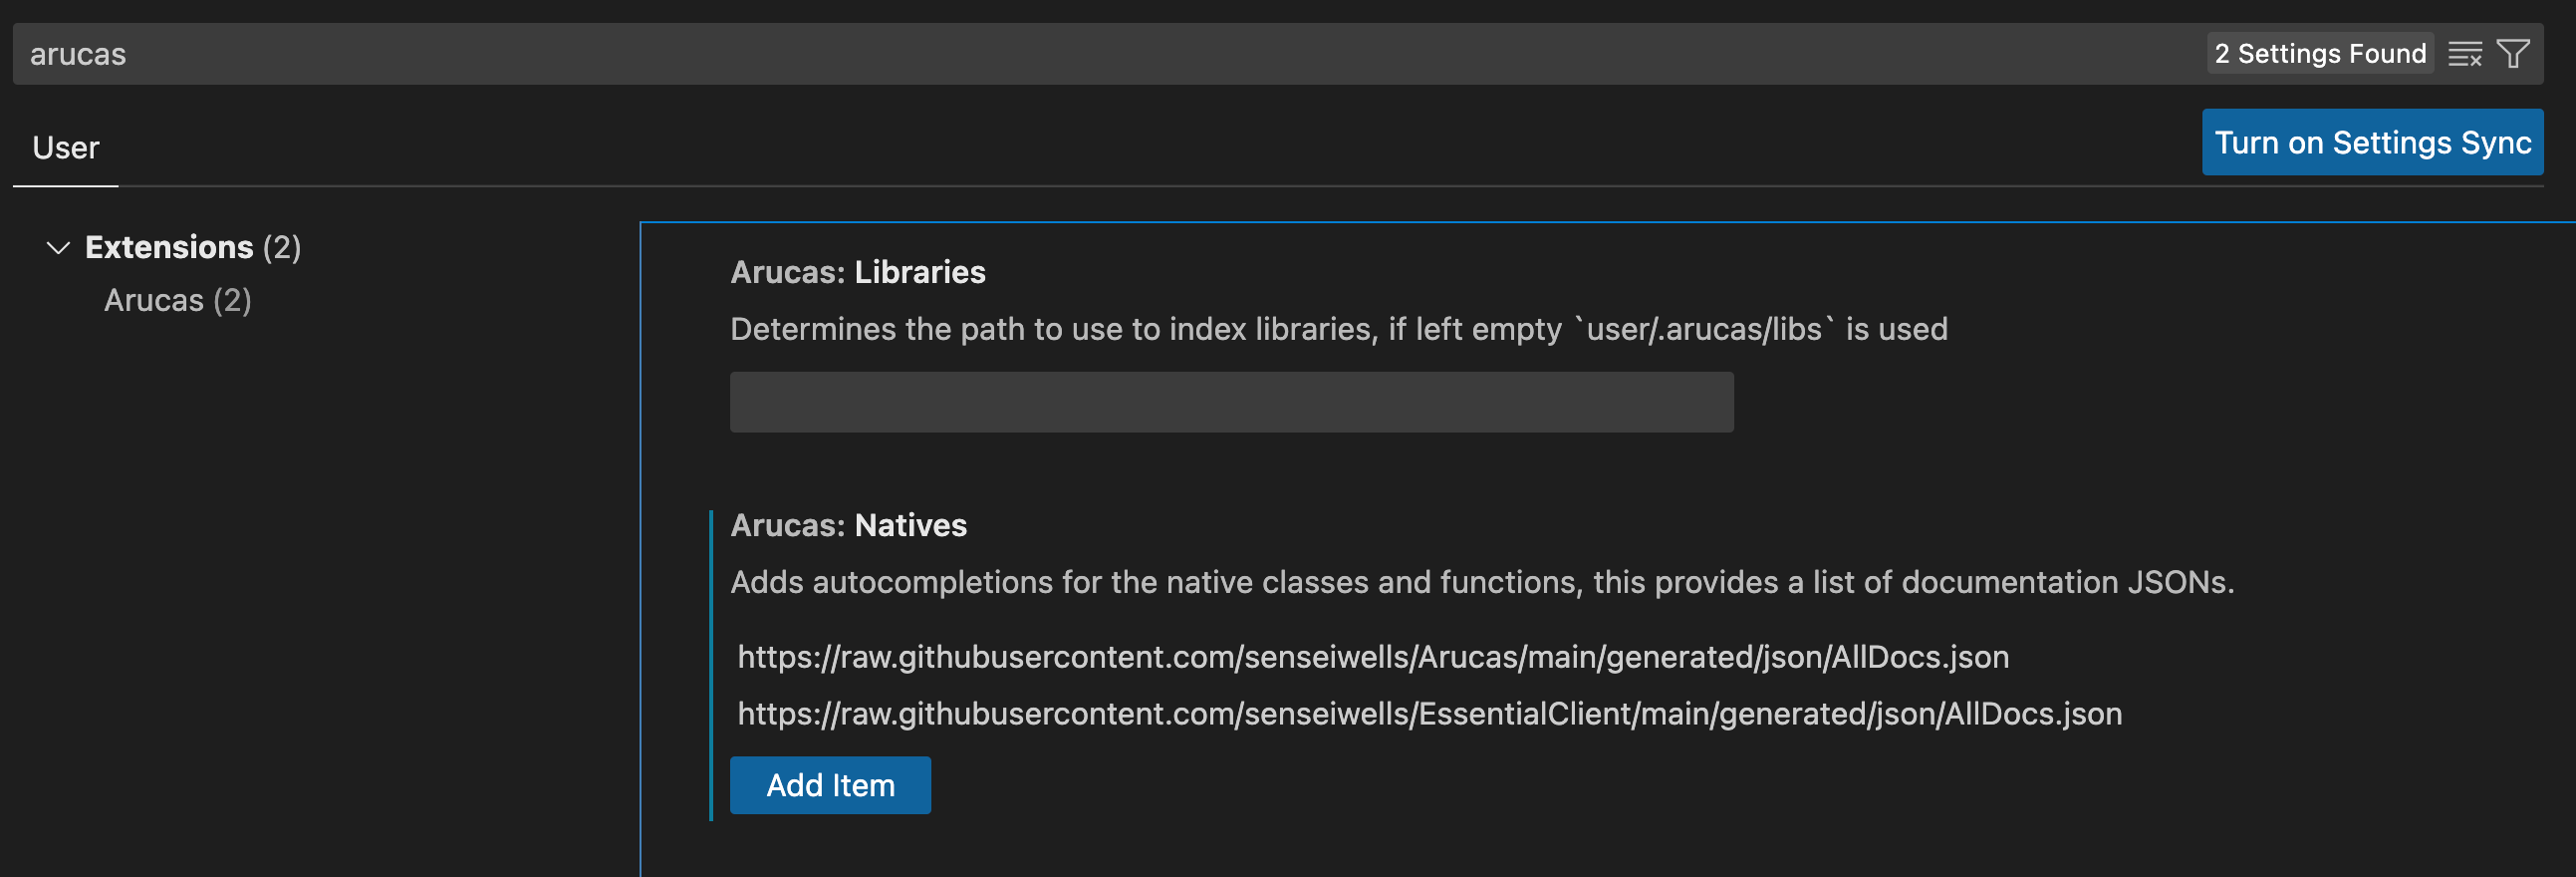 arucas
2 Settings Found
User
Turn on Settings Sync
Extensions (2)
Arucas (2)
Arucas: Libraries
Determines the path to use to index libraries, if left empty `user/.arucas/libs` is used
Arucas: Natives
Adds autocompletions for the native classes and functions, this provides a list of documentation JSONs.
https://raw.githubusercontent.com/senseiwells/Arucas/main/generated/json/AllDocs.json
https://raw.githubusercontent.com/senseiwells/EssentialClient/main/generated/json/AllDocs.json
Add Item